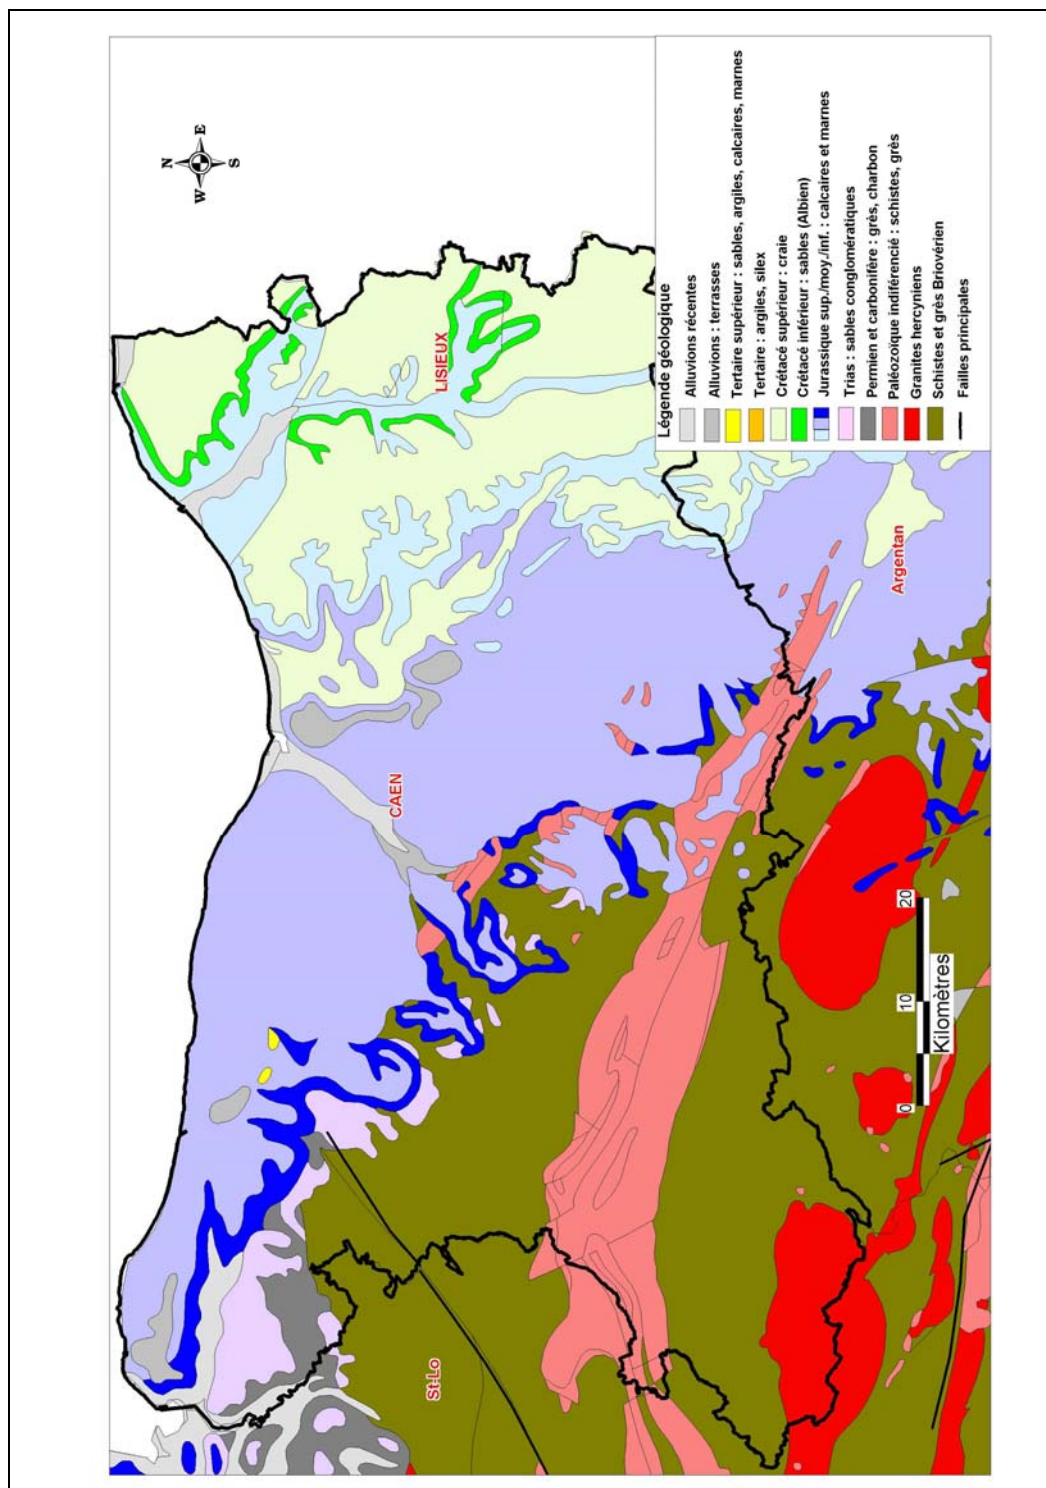 N
W E
S
LISIEUX
CAEN
Argentan
St-Lo
Légende géologique
Alluvions récentes
Alluvions : terrasses
Tertaire supérieur : sables, argiles, calcaires, marnes
Tertaire : argiles, silex
Crétacé supérieur : craie
Crétacé inférieur : sables (Albien)
Jurassique sup./moy./inf. : calcaires et marnes
Trias : sables conglomératiques
Permien et carbonifère : grès, charbon
Paléozoïque indiférencié : schistes, grès
Granites hercyniens
Schistes et grès Briovérien
Failles principales
0 10 20
Kilomètres